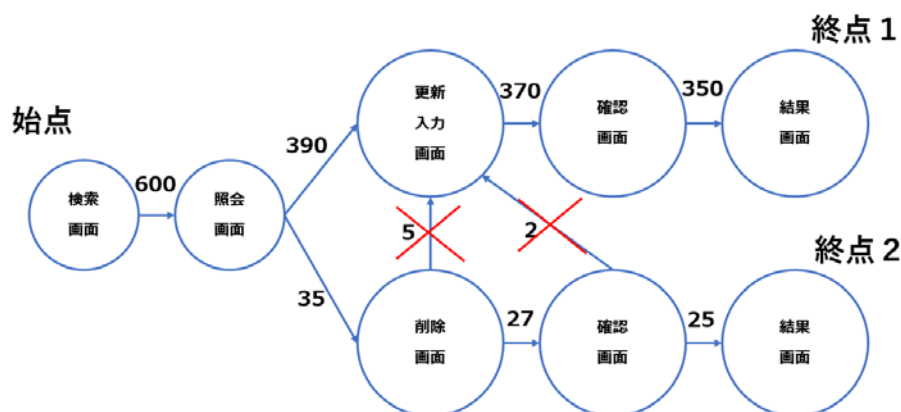 終点1
更新
入力
画面
370
確認
画面
350
結果
画面
始点
390
検索
画面
600
照会
画面
5
2
終点2
35
削除
画面
27
確認
画面
25
結果
画面